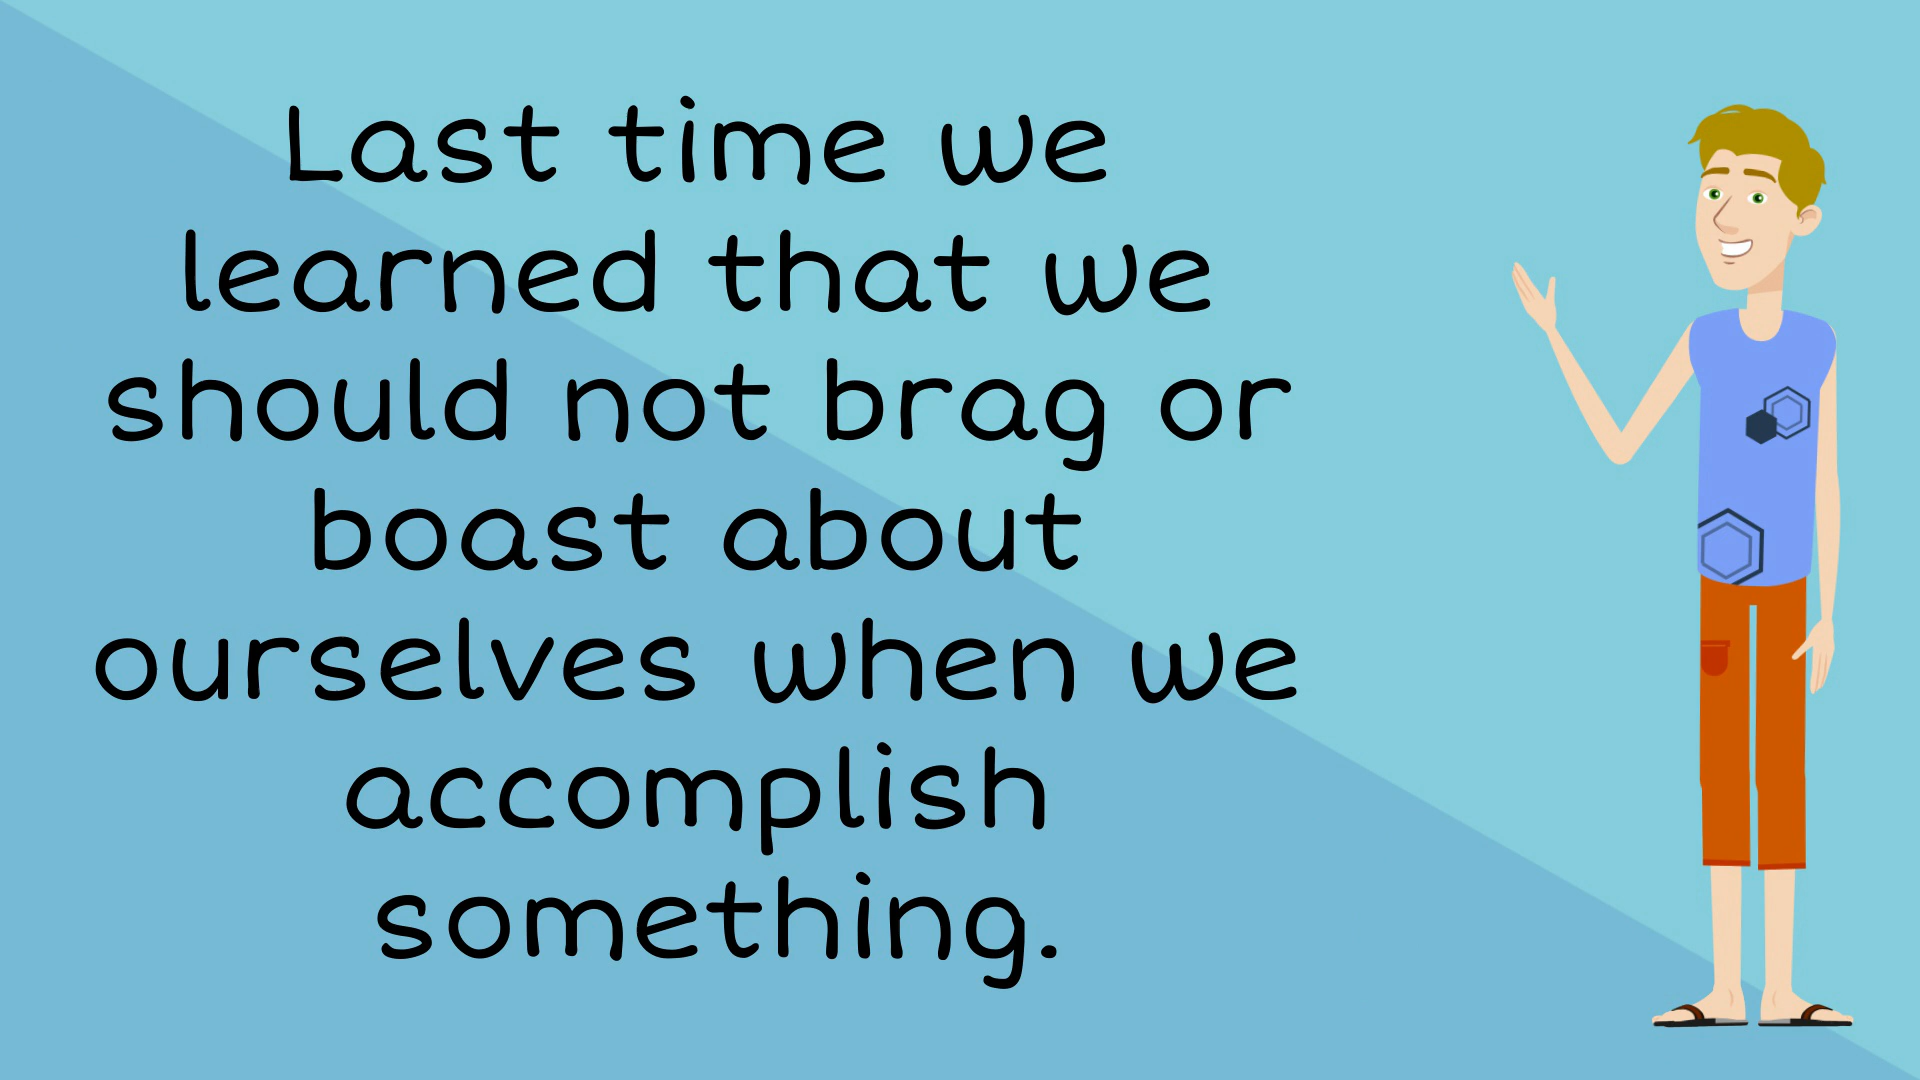 Last time we
learned that we
should not brag or
boast about
ourselves when we
accomplish
something.